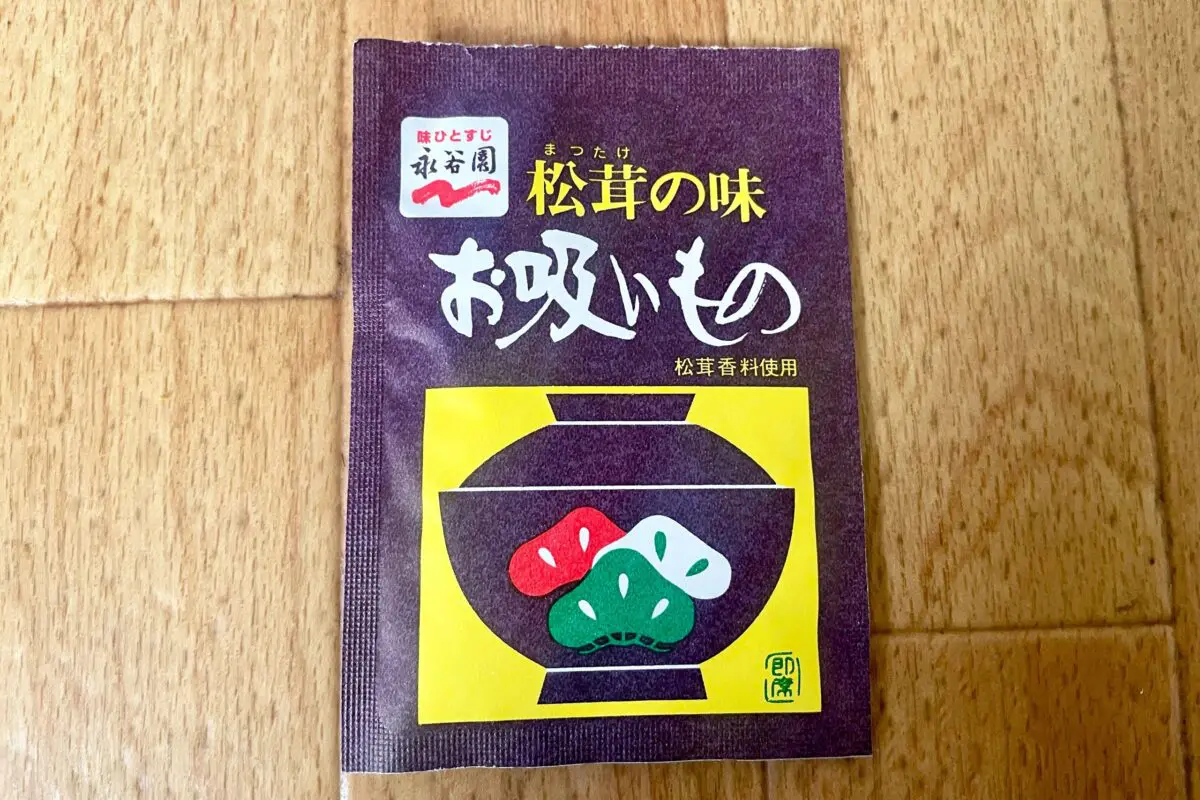 味ひとすじ
永谷園
まつたけ
松茸の味
お吸いもの
松茸香料使用
即席